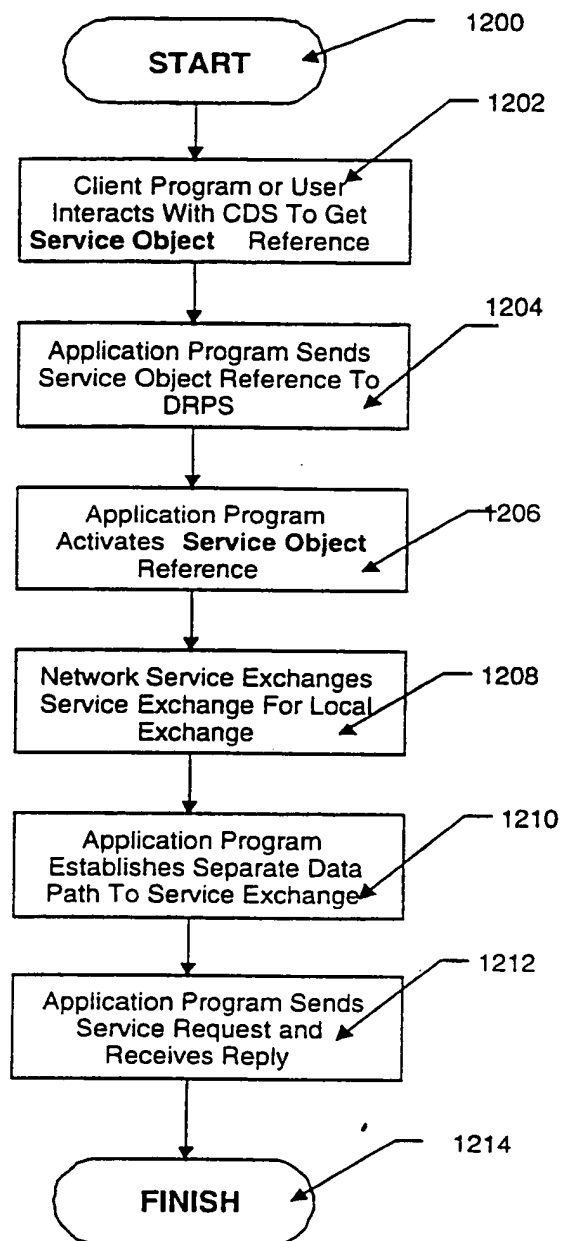 1200
START
1202
Client Program or User
Interacts With CDS To Get
Service Object Reference
1204
Application Program Sends
Service Object Reference To
DRPS
1206
Application Program
Activates Service Object
Reference
1208
Network Service Exchanges
Service Exchange For Local
Exchange
1210
Application Program
Establishes Separate Data
Path To Service Exchange
1212
Application Program Sends
Service Request and
Receives Reply
1214
FINISH